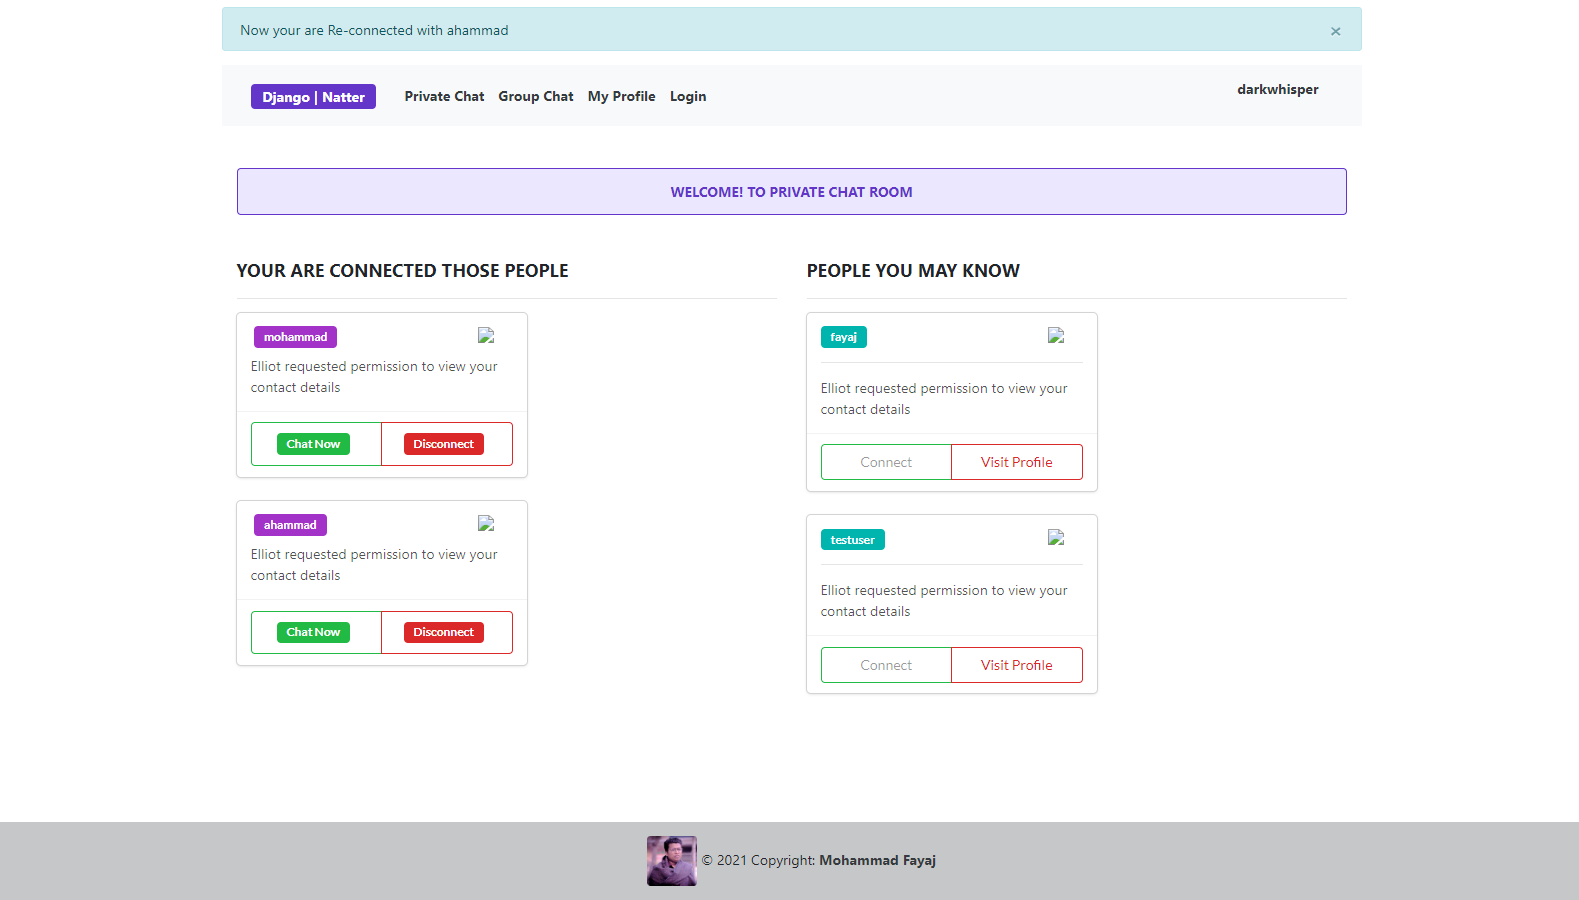 Now your are Re-connected with ahammad
×
Django | Natter
Private Chat
Group Chat
My Profile
Login
darkwhisper
WELCOME! TO PRIVATE CHAT ROOM
YOUR ARE CONNECTED THOSE PEOPLE
mohammad
Elliot requested permission to view your
contact details
Chat Now
Disconnect
ahammad
Elliot requested permission to view your
contact details
Chat Now
Disconnect
PEOPLE YOU MAY KNOW
fayaj
Elliot requested permission to view your
contact details
Connect
Visit Profile
testuser
Elliot requested permission to view your
contact details
Connect
Visit Profile
© 2021 Copyright: Mohammad Fayaj